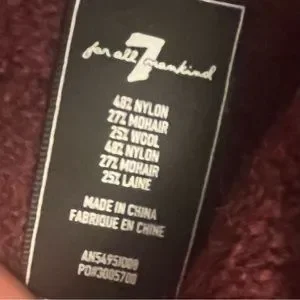 7
for all mankind
48% NYLON
27% MOHAIR
25% WOOL
48% NYLON
27% MOHAIR
25% LAINE
MADE IN CHINA
FABRIQUE EN CHINE
AN5495I000
PO#3005700